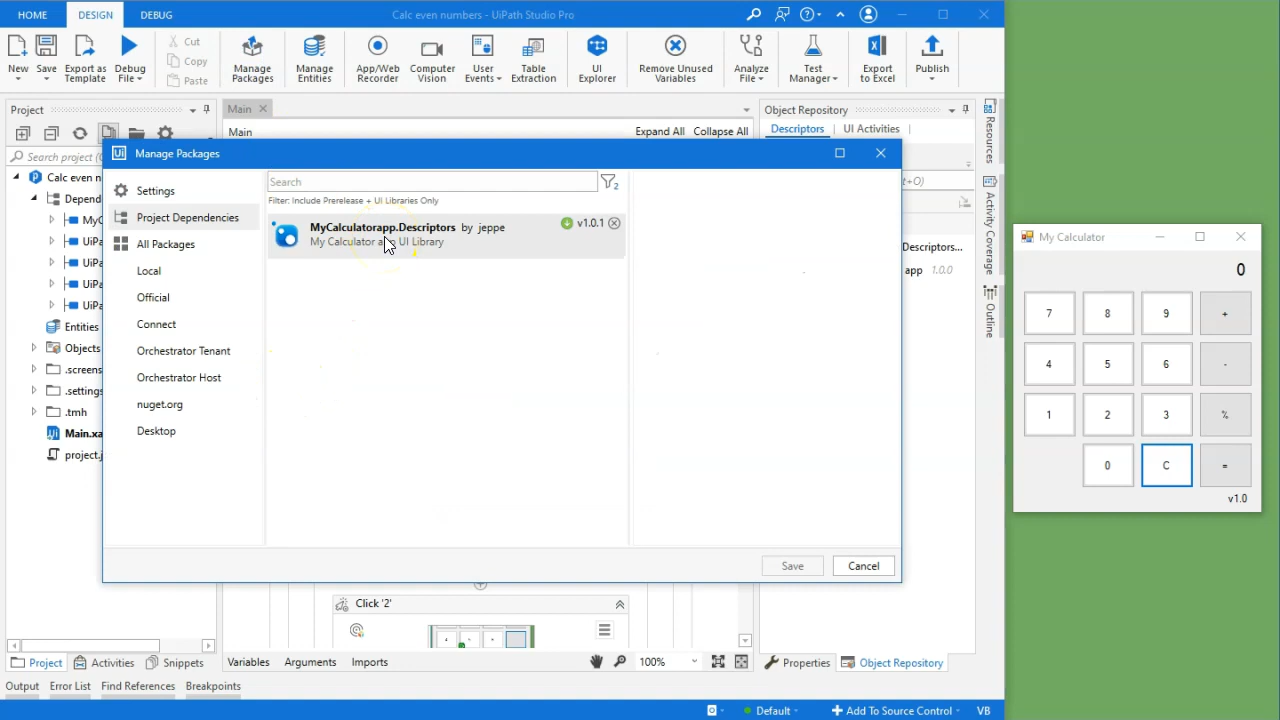 HOME
DESIGN
DEBUG
Calc even numbers - UiPath Studio Pro
New
Save
Export as Template
Debug File
Cut
Copy
Paste
Manage Packages
Manage Entities
App/Web Recorder
Computer Vision
User Events
Table Extraction
UI Explorer
Remove Unused Variables
Analyze File
Test Manager
Export to Excel
Publish
Project
Main
Object Repository
Main
Expand All
Collapse All
Descriptors
UI Activities
Search project (C
Calc even n
Depend
MyC
UiPa
UiPa
UiPa
UiPa
Entities
Objects
.screens
.settings
.tmh
Main.xa
project.j
Ui
Manage Packages
Settings
Project Dependencies
All Packages
Local
Official
Connect
Orchestrator Tenant
Orchestrator Host
nuget.org
Desktop
Search
2
Filter: Include Prerelease + UI Libraries Only
MyCalculatorapp.Descriptors by jeppe
v1.0.1
My Calculator app UI Library
Save
Cancel
+O)
Descriptors...
app 1.0.0
Resources
Activity Coverage
Outline
Click '2'
Project
Activities
Snippets
Variables
Arguments
Imports
100%
Properties
Object Repository
Output
Error List
Find References
Breakpoints
Default
Add To Source Control
VB
My Calculator
0
7 8 9 +
4 5 6 -
1 2 3 %
0 C =
v1.0